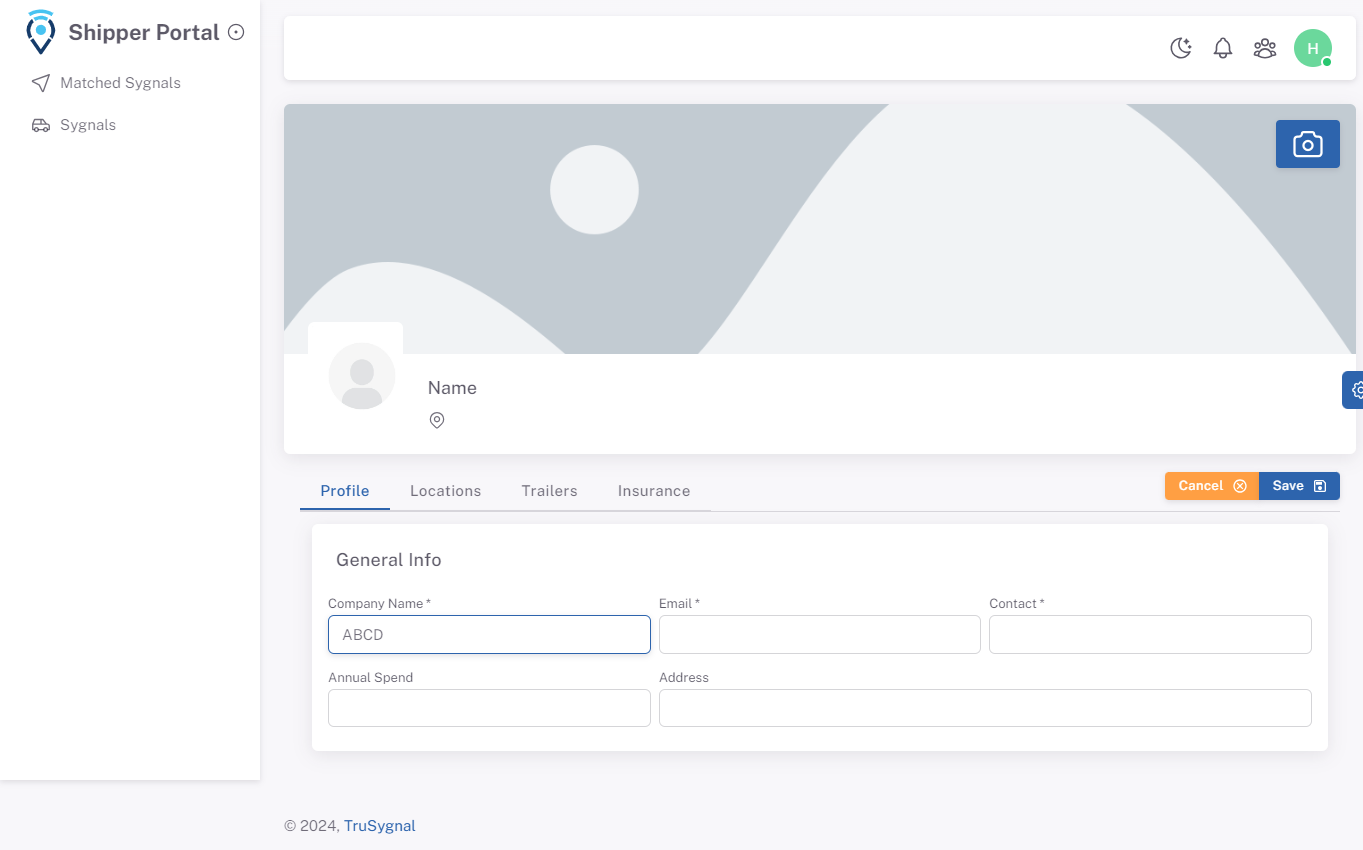 Shipper Portal
Matched Sygnals
Sygnals
H
Name
Profile
Locations
Trailers
Insurance
Cancel
Save
General Info
Company Name *
Email *
Contact *
ABCD
Annual Spend
Address
© 2024, TruSygnal